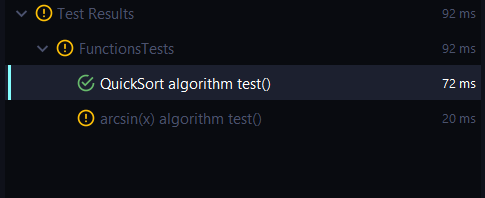 Test Results 92 ms
FunctionsTests 92 ms
QuickSort algorithm test() 72 ms
arcsin(x) algorithm test() 20 ms